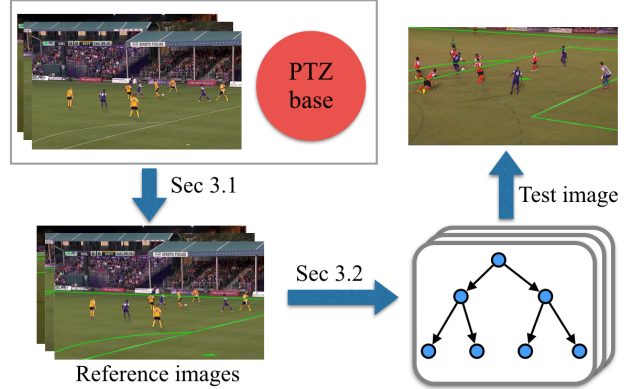 PTZ
base
Sec 3.1
Test image
Sec 3.2
Reference images